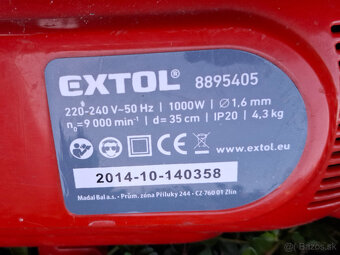 EXTOL® 8895405
220-240 V~50 Hz | 1000W | ∅ 1,6 mm
n₀=9 000 min⁻¹ | d= 35 cm | IP20 | 4,3 kg
www.extol.eu
2014-10-140358
Madal Bal a.s. • Prům. zóna Příluky 244 • CZ-760 01 Zlín
bazos.sk